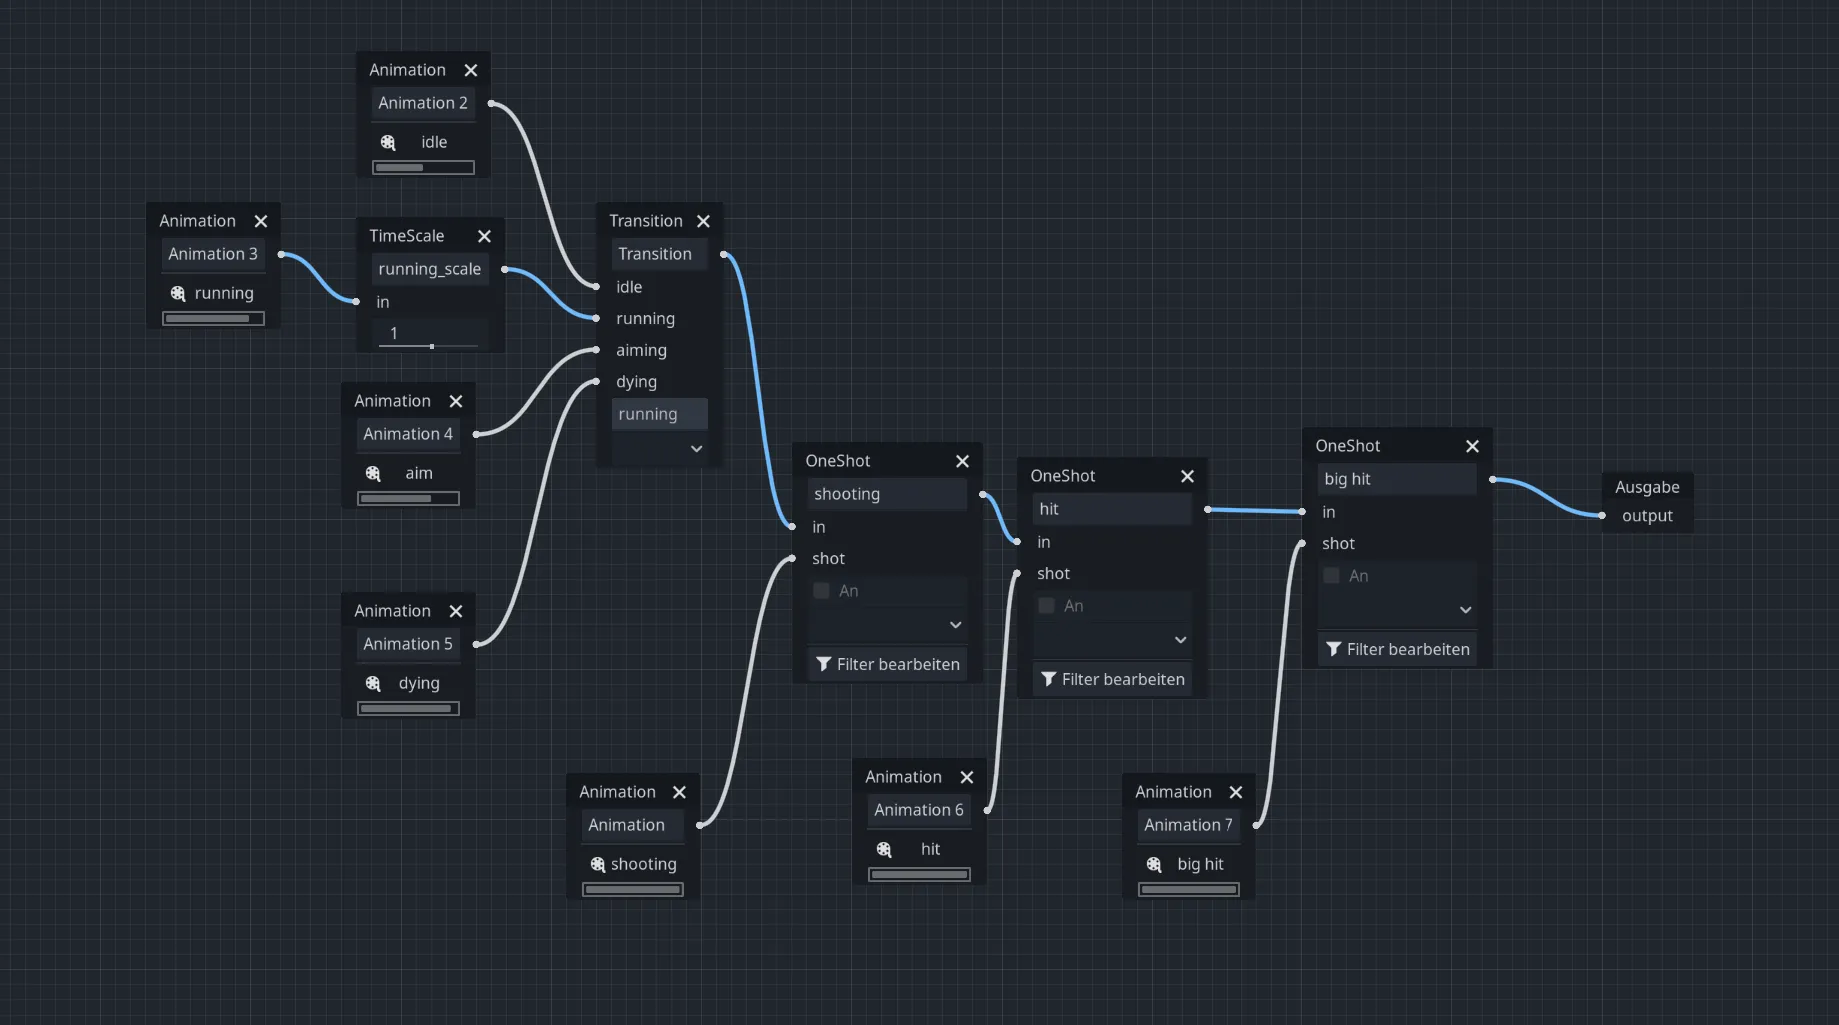 Animation
Animation 2
idle
Animation
Animation 3
running
TimeScale
running_scale
in
1
Animation
Animation 4
aim
Animation
Animation 5
dying
Transition
Transition
idle
running
aiming
dying
running
Animation
Animation
shooting
OneShot
shooting
in
shot
An
Filter bearbeiten
Animation
Animation 6
hit
OneShot
hit
in
shot
An
Filter bearbeiten
Animation
Animation 7
big hit
OneShot
big hit
in
shot
An
Filter bearbeiten
Ausgabe
output